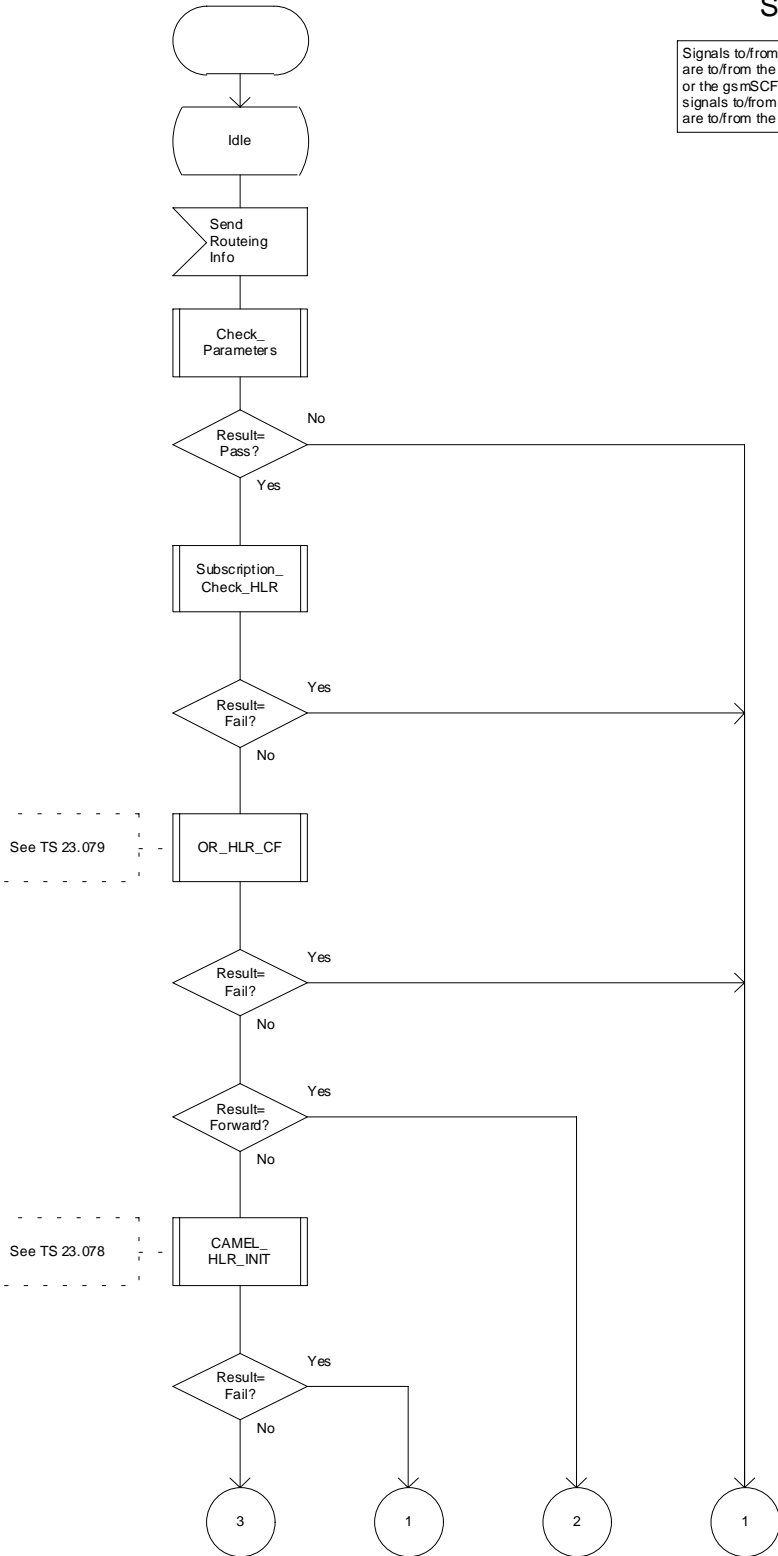 S
Signals to/from
are to/from the
or the gsmSCF
signals to/from
are to/from the
Idle
Send
Routeing
Info
Check_
Parameters
No
Result=
Pass?
Yes
Subscription_
Check_HLR
Yes
Result=
Fail?
No
See TS 23.079
OR_HLR_CF
Yes
Result=
Fail?
No
Yes
Result=
Forward?
No
See TS 23.078
CAMEL_
HLR_INIT
Yes
Result=
Fail?
No
3
1
2
1